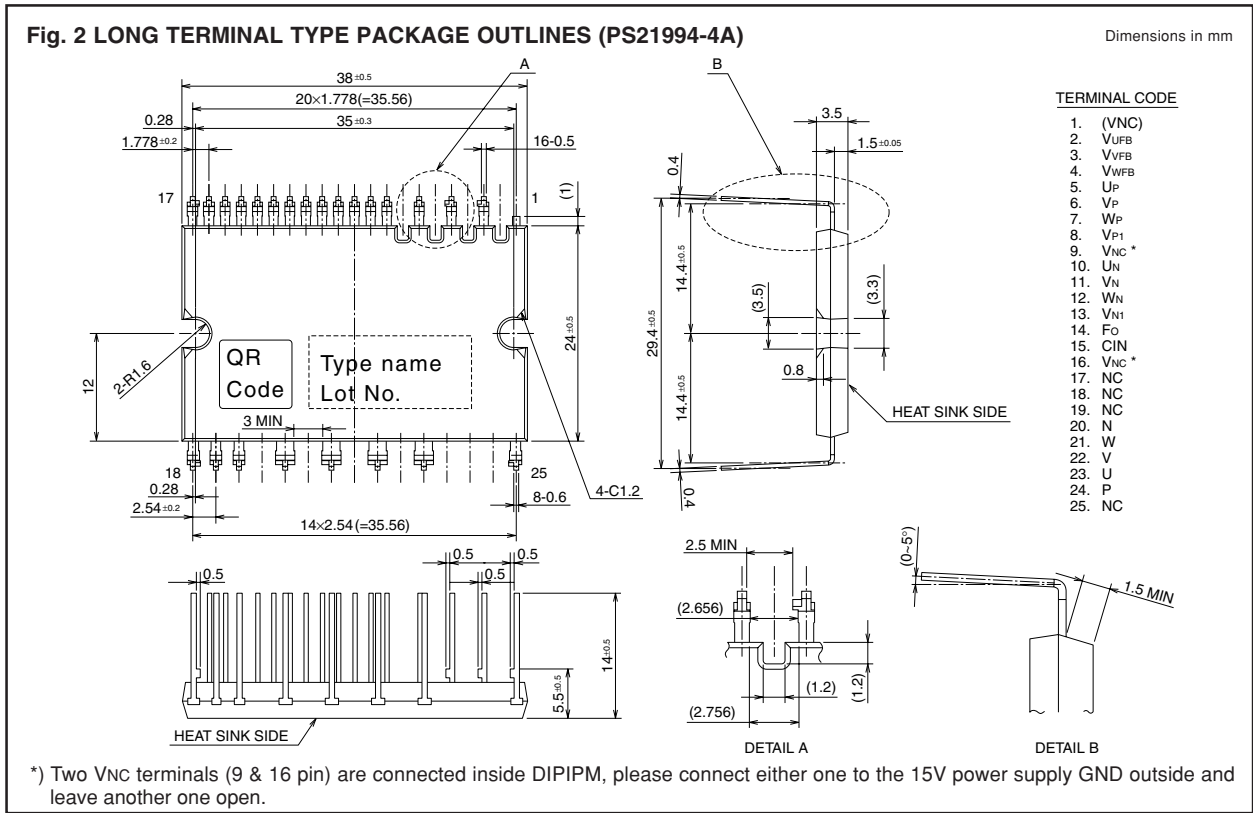 Fig. 2 LONG TERMINAL TYPE PACKAGE OUTLINES (PS21994-4A)
Dimensions in mm
A
B
38 ±0.5
20×1.778(=35.56)
35 ±0.3
0.28
1.778±0.2
16-0.5
17
1
(1)
2-R1.6
12
24±0.5
QR
Code
Type name
Lot No.
3 MIN
18
25
0.28
2.54±0.2
14×2.54(=35.56)
8-0.6
4-C1.2
3.5
1.5±0.05
0.4
29.4±0.5
14.4±0.5
14.4±0.5
(3.5)
(3.3)
0.8
0.4
HEAT SINK SIDE
TERMINAL CODE
1. (VNC)
2. VUFB
3. VVFB
4. VWFB
5. UP
6. VP
7. WP
8. VP1
9. VNC *
10. UN
11. VN
12. WN
13. VN1
14. FO
15. CIN
16. VNC *
17. NC
18. NC
19. NC
20. N
21. W
22. V
23. U
24. P
25. NC
0.5
0.5
0.5
0.5
14±0.5
5.5±0.5
HEAT SINK SIDE
2.5 MIN
(2.656)
(1.2)
(1.2)
(2.756)
DETAIL A
(0~5°)
1.5 MIN
DETAIL B
*) Two VNC terminals (9 & 16 pin) are connected inside DIPIPM, please connect either one to the 15V power supply GND outside and
leave another one open.